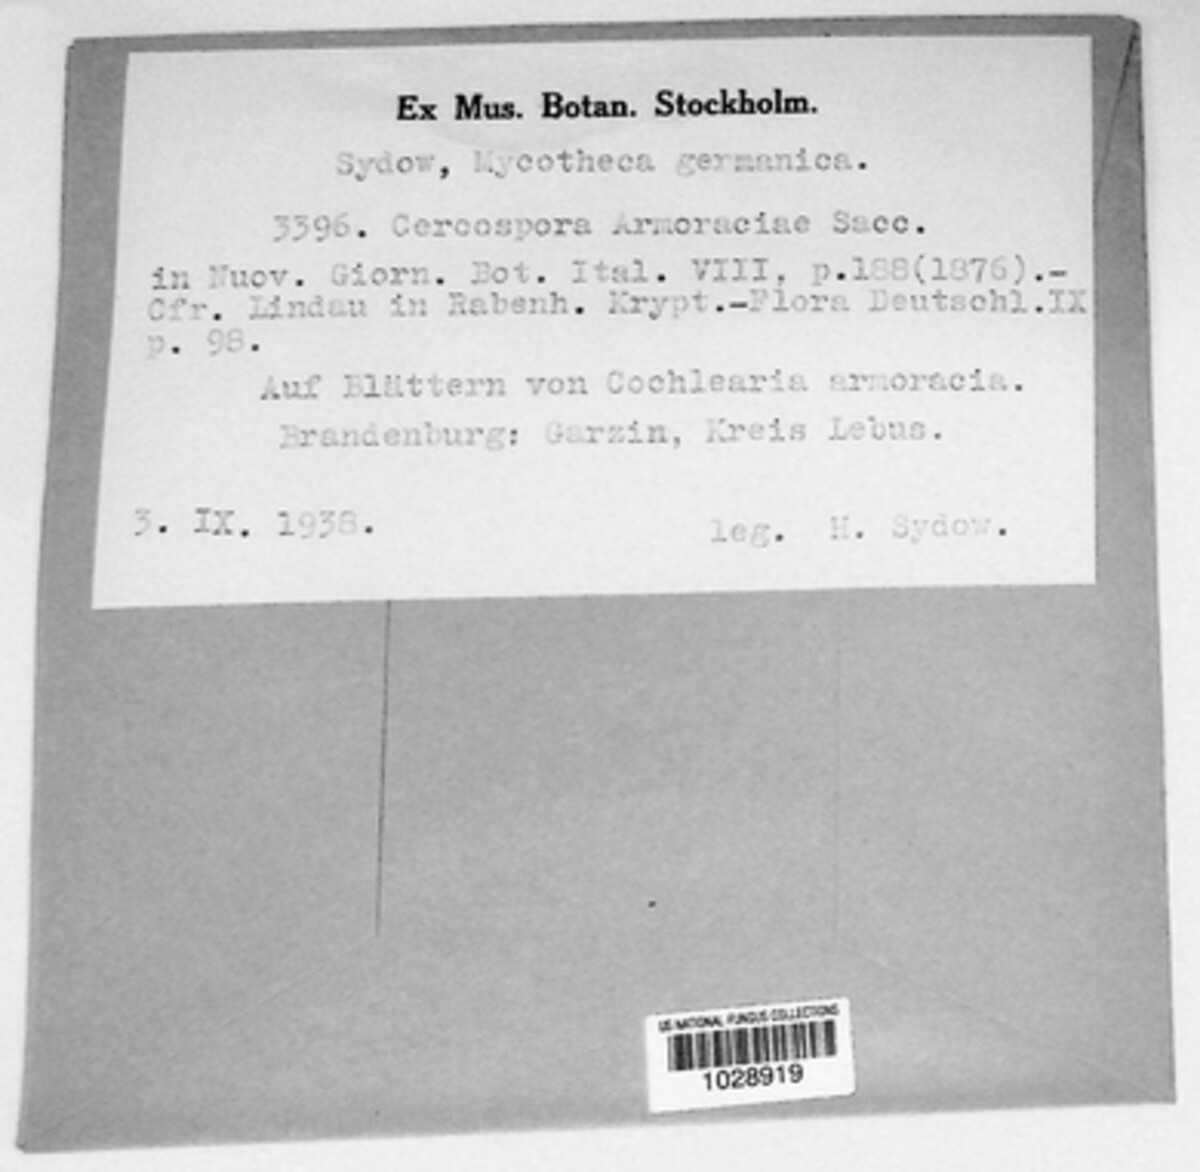 Ex Mus. Botan. Stockholm.
Sydow, Mycotheca germanica.
3396. Cercospora Armoraciae Sacc.
in Nuov. Giorn. Bot. Ital. VIII, p.188(1876).-
Cfr. Lindau in Rabenh. Krypt.-Flora Deutschl.IX
p. 98.
Auf Blättern von Cochlearia armoracia.
Brandenburg: Garzin, Kreis Lebus.
3. IX. 1938.
leg. H. Sydow.
US NATIONAL FUNGUS COLLECTIONS
1028919